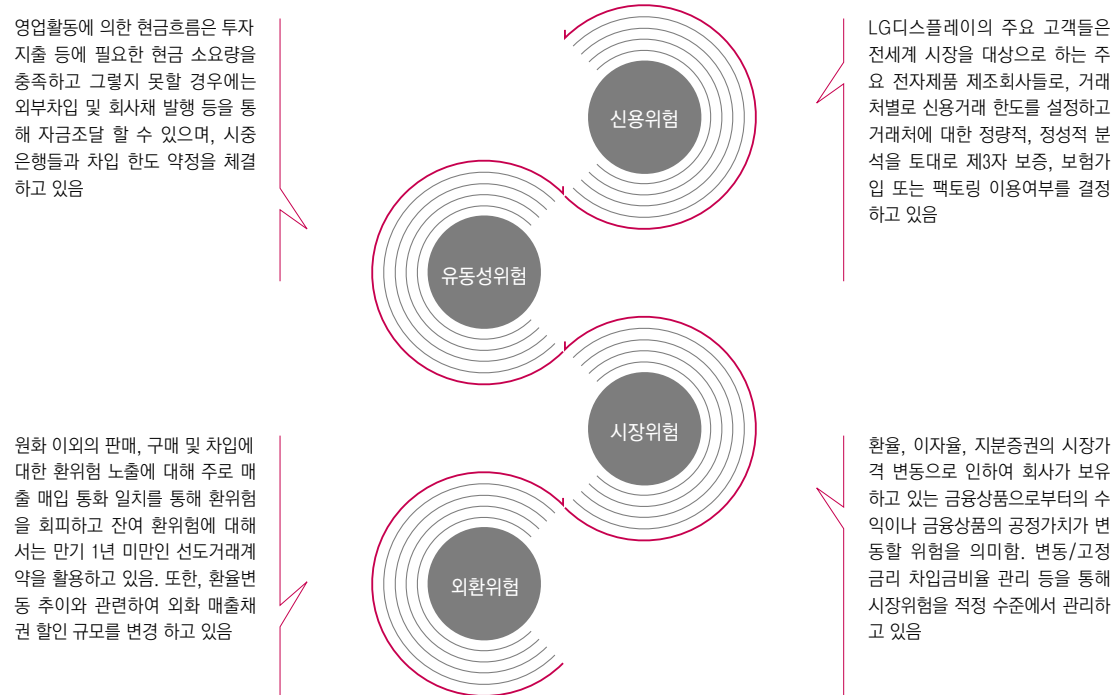 영업활동에 의한 현금흐름은 투자
지출 등에 필요한 현금 소요량을
충족하고 그렇지 못할 경우에는
외부차입 및 회사채 발행 등을 통
해 자금조달 할 수 있으며, 시중
은행들과 차입 한도 약정을 체결
하고 있음
신용위험
LG디스플레이의 주요 고객들은
전세계 시장을 대상으로 하는 주
요 전자제품 제조회사들로, 거래
처별로 신용거래 한도를 설정하고
거래처에 대한 정량적, 정성적 분
석을 토대로 제3자 보증, 보험가
입 또는 팩토링 이용여부를 결정
하고 있음
유동성위험
시장위험
원화 이외의 판매, 구매 및 차입에
대한 환위험 노출에 대해 주로 매
출 매입 통화 일치를 통해 환위험
을 회피하고 잔여 환위험에 대해
서는 만기 1년 미만인 선도거래계
약을 활용하고 있음. 또한, 환율변
동 추이와 관련하여 외화 매출채
권 할인 규모를 변경 하고 있음
외환위험
환율, 이자율, 지분증권의 시장가
격 변동으로 인하여 회사가 보유
하고 있는 금융상품으로부터의 수
익이나 금융상품의 공정가치가 변
동할 위험을 의미함. 변동/고정
금리 차입금비율 관리 등을 통해
시장위험을 적정 수준에서 관리하
고 있음